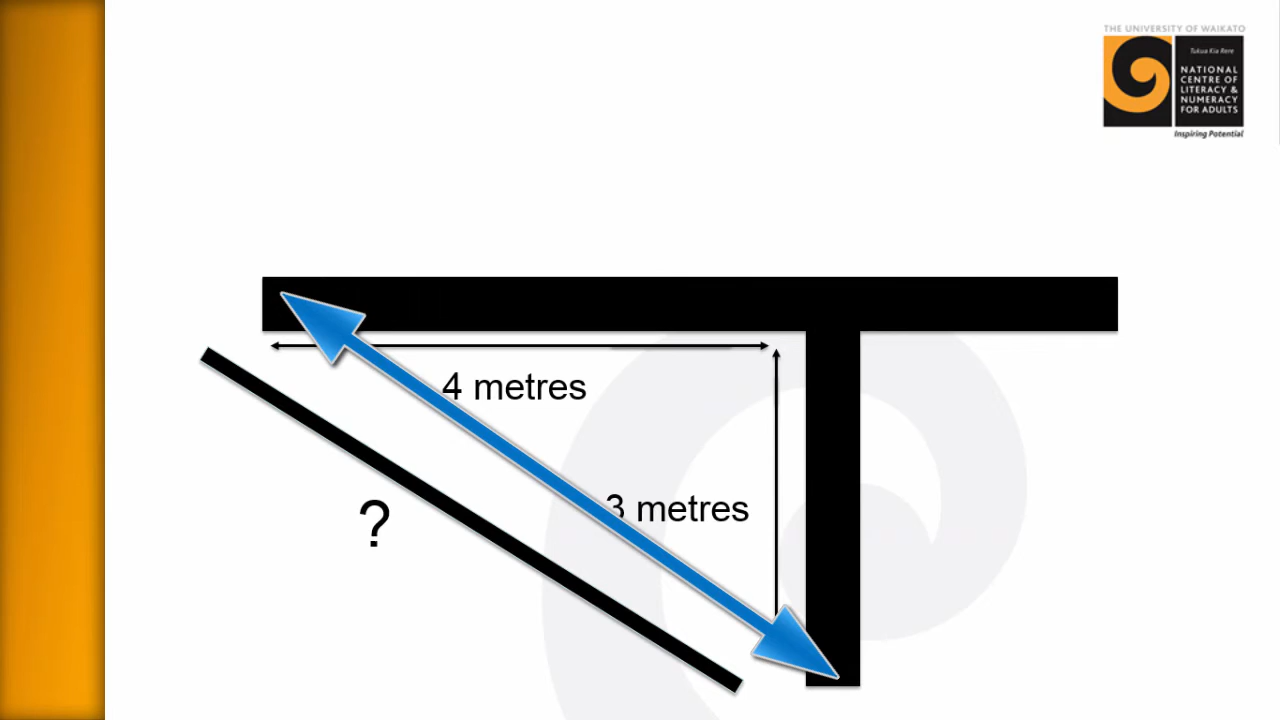 THE UNIVERSITY OF WAIKATO
Tukua Kia Rere
NATIONAL
CENTRE OF
LITERACY &
NUMERACY
FOR ADULTS
Inspiring Potential
4 metres
3 metres
?